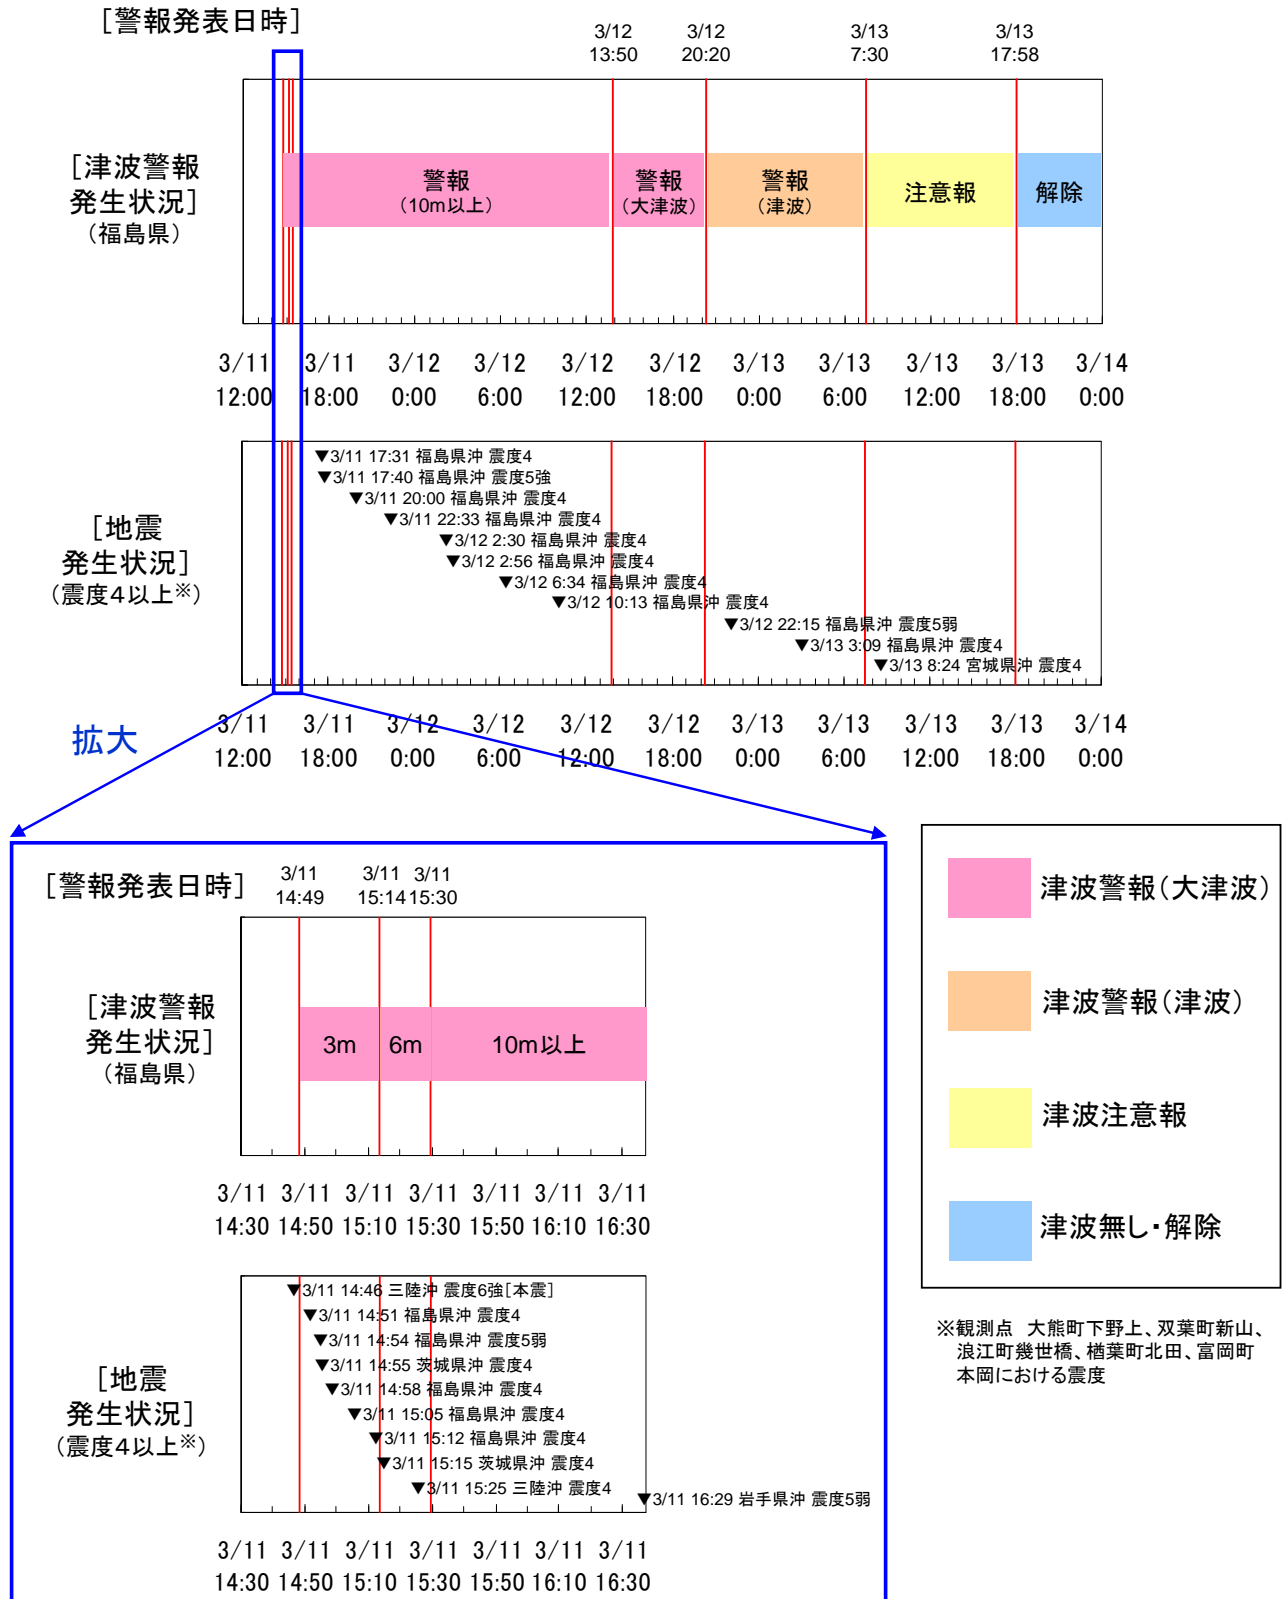 ［警報発表日時］
3/12 3/12 3/13 3/13
13:50 20:20 7:30 17:58
［津波警報
発生状況］
（福島県）
警報
（10m以上）
警報
（大津波）
警報
（津波）
注意報
解除
3/11 3/11 3/12 3/12 3/12 3/12 3/13 3/13 3/13 3/13 3/14
12:00 18:00 0:00 6:00 12:00 18:00 0:00 6:00 12:00 18:00 0:00
［地震
発生状況］
（震度４以上※）
▼3/11 17:31 福島県沖 震度4
▼3/11 17:40 福島県沖 震度5強
▼3/11 20:00 福島県沖 震度4
▼3/11 22:33 福島県沖 震度4
▼3/12 2:30 福島県沖 震度4
▼3/12 2:56 福島県沖 震度4
▼3/12 6:34 福島県沖 震度4
▼3/12 10:13 福島県沖 震度4
▼3/12 22:15 福島県沖 震度5弱
▼3/13 3:09 福島県沖 震度4
▼3/13 8:24 宮城県沖 震度4
3/11 3/11 3/12 3/12 3/12 3/12 3/13 3/13 3/13 3/13 3/14
12:00 18:00 0:00 6:00 12:00 18:00 0:00 6:00 12:00 18:00 0:00
拡大
［警報発表日時］
3/11 3/11 3/11
14:49 15:14 15:30
［津波警報
発生状況］
（福島県）
3m 6m 10m以上
3/11 3/11 3/11 3/11 3/11 3/11 3/11
14:30 14:50 15:10 15:30 15:50 16:10 16:30
［地震
発生状況］
（震度４以上※）
▼3/11 14:46 三陸沖 震度6強［本震］
▼3/11 14:51 福島県沖 震度4
▼3/11 14:54 福島県沖 震度5弱
▼3/11 14:55 茨城県沖 震度4
▼3/11 14:58 福島県沖 震度4
▼3/11 15:05 福島県沖 震度4
▼3/11 15:12 福島県沖 震度4
▼3/11 15:15 茨城県沖 震度4
▼3/11 15:25 三陸沖 震度4
▼3/11 16:29 岩手県沖 震度5弱
3/11 3/11 3/11 3/11 3/11 3/11 3/11
14:30 14:50 15:10 15:30 15:50 16:10 16:30
津波警報（大津波）
津波警報（津波）
津波注意報
津波無し・解除
※観測点　大熊町下野上、双葉町新山、
浪江町幾世橋、楢葉町北田、富岡町
本岡における震度